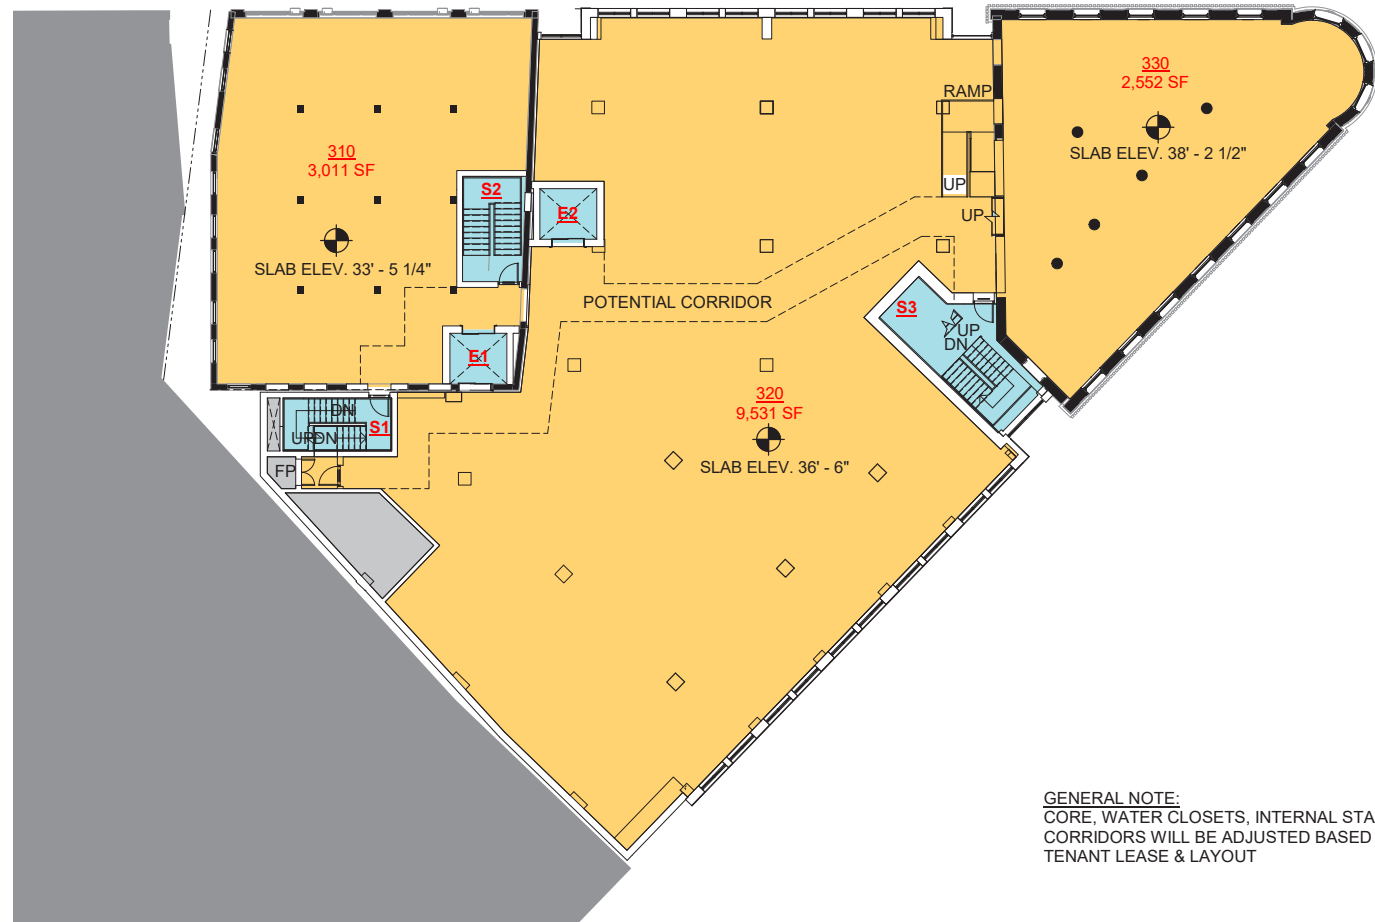 330
2,552 SF
RAMP
SLAB ELEV. 38' - 2 1/2"
310
3,011 SF
S2
UP
E2
UP
SLAB ELEV. 33' - 5 1/4"
POTENTIAL CORRIDOR
S3
UP
DN
E1
320
9,531 SF
DN
S1
UPDN
SLAB ELEV. 36' - 6"
FP
GENERAL NOTE:
CORE, WATER CLOSETS, INTERNAL STA
CORRIDORS WILL BE ADJUSTED BASED
TENANT LEASE & LAYOUT